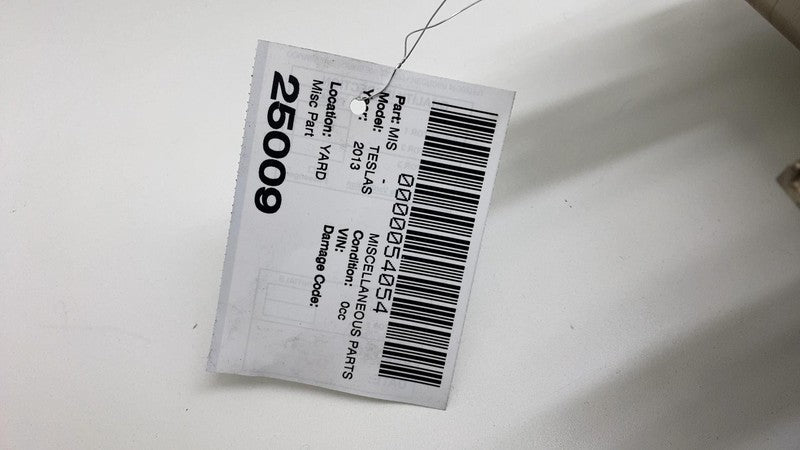 0000054054
Part: MIS - MISCELLANEOUS PARTS
Model: TESLAS Condition: 0cc
Year: 2013 VIN:
Damage Code:
Location: YARD
Misc Part
25009